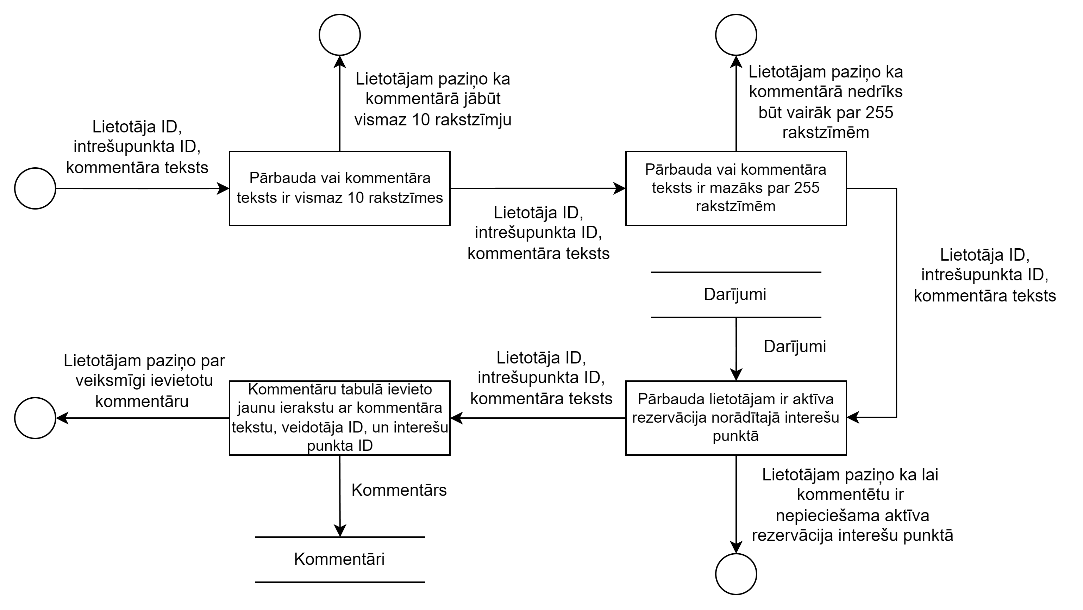 Lietotājam paziņo ka
kommentārā jābūt
vismaz 10 rakstzīmju
Lietotājam paziņo ka
kommentārā nedrīks
būt vairāk par 255
rakstzīmēm
Lietotāja ID,
intrešupunkta ID,
kommentāra teksts
Pārbauda vai kommentāra
teksts ir vismaz 10 rakstzīmes
Pārbauda vai kommentāra
teksts ir mazāks par 255
rakstzīmēm
Lietotāja ID,
intrešupunkta ID,
kommentāra teksts
Lietotāja ID,
intrešupunkta ID,
kommentāra teksts
Darījumi
Darījumi
Lietotājam paziņo par
veiksmīgi ievietotu
kommentāru
Kommentāru tabulā ievieto
jaunu ierakstu ar kommentāra
tekstu, veidotāja ID, un interešu
punkta ID
Lietotāja ID,
intrešupunkta ID,
kommentāra teksts
Pārbauda lietotājam ir aktīva
rezervācija norādītajā interešu
punktā
Kommentārs
Lietotājam paziņo ka lai
kommentētu ir
nepieciešama aktīva
rezervācija interešu punktā
Kommentāri